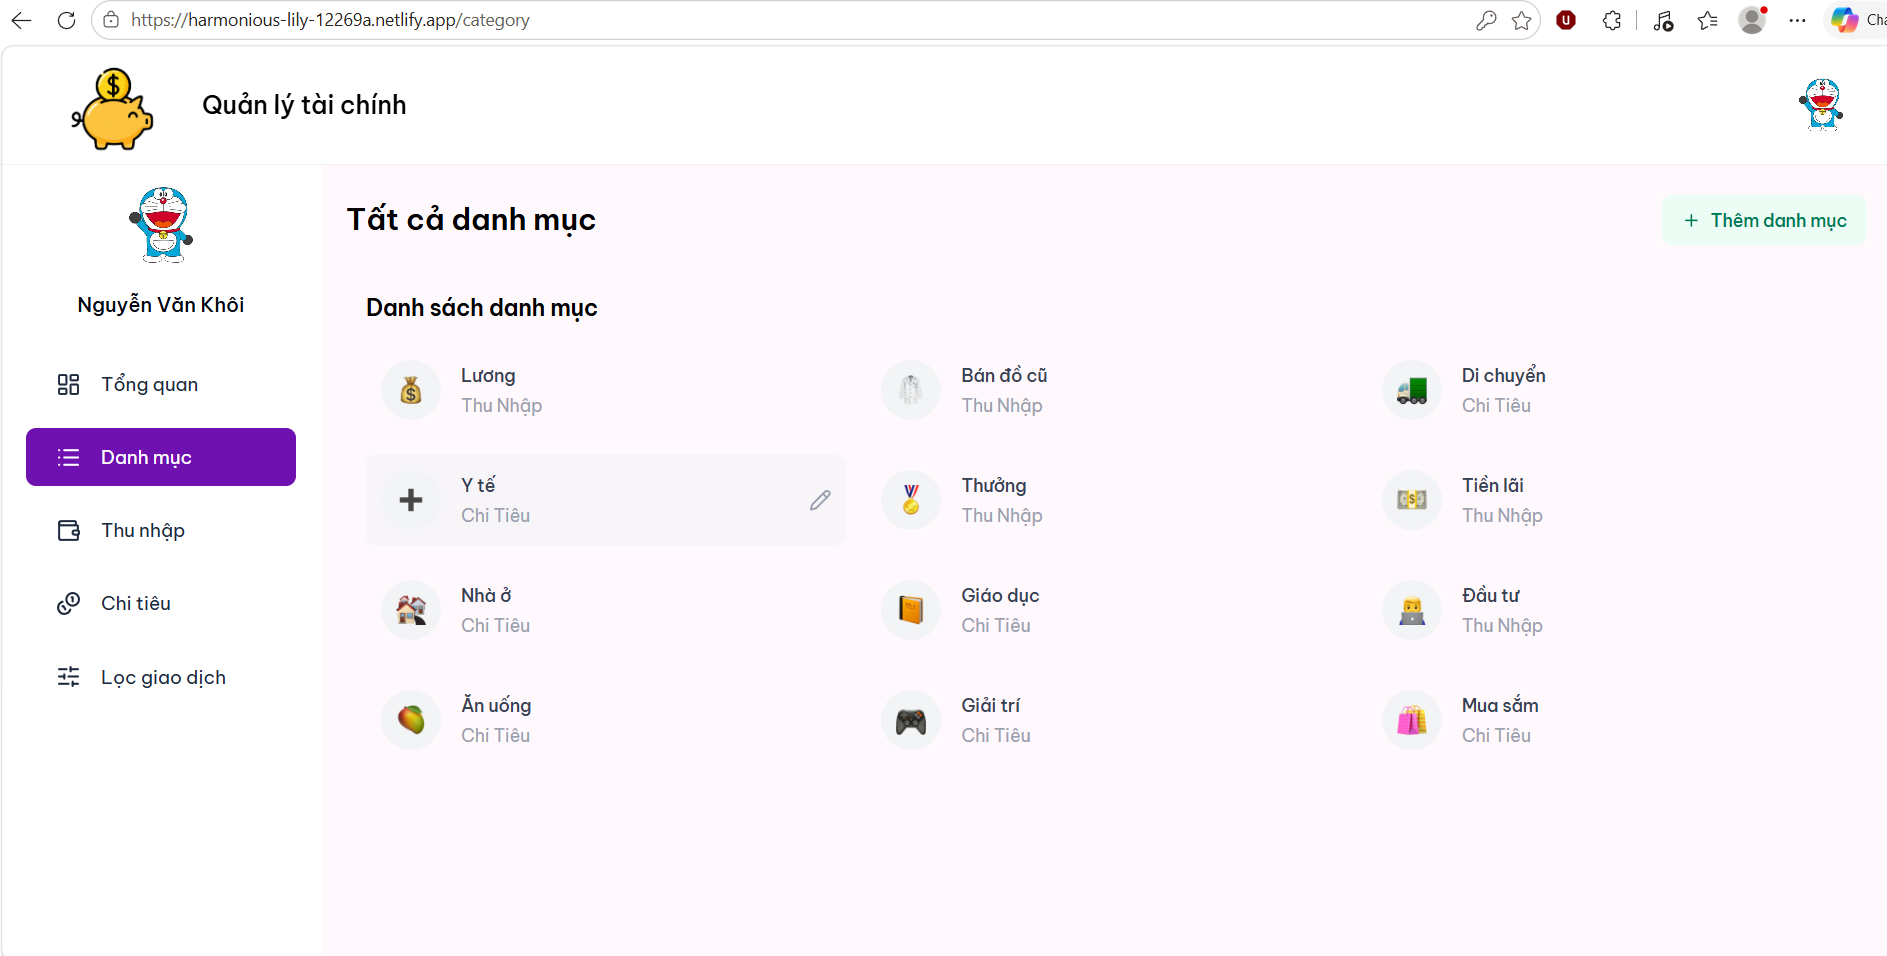 https://harmonious-lily-12269a.netlify.app/category
Quản lý tài chính
Nguyễn Văn Khôi
Tổng quan
Danh mục
Thu nhập
Chi tiêu
Lọc giao dịch
Tất cả danh mục
+ Thêm danh mục
Danh sách danh mục
Lương
Thu Nhập
Bán đồ cũ
Thu Nhập
Di chuyển
Chi Tiêu
Y tế
Chi Tiêu
Thưởng
Thu Nhập
Tiền lãi
Thu Nhập
Nhà ở
Chi Tiêu
Giáo dục
Chi Tiêu
Đầu tư
Thu Nhập
Ăn uống
Chi Tiêu
Giải trí
Chi Tiêu
Mua sắm
Chi Tiêu